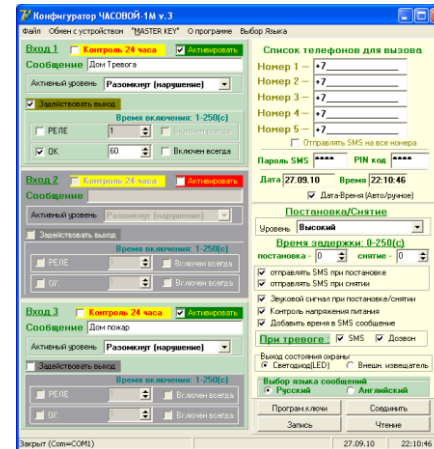 Конфигуратор ЧАСОВОЙ-1М v.3
Файл Обмен с устройством "MASTER KEY" О программе Выбор Языка
Вход 1 Контроль 24 часа Активировать
Сообщение Дом Тревога
Активный уровень Разомкнут (нарушение)
Задействовать выход
Время включения: 1-250(с)
РЕЛЕ 1 Включен всегда
ОК 60 Включен всегда
Вход 2 Контроль 24 часа Активировать
Сообщение
Активный уровень Разомкнут (нарушение)
Задействовать выход
Время включения: 1-250(с)
РЕЛЕ 1 Включен всегда
ОК 1 Включен всегда
Вход 3 Контроль 24 часа Активировать
Сообщение Дом пожар
Активный уровень Разомкнут (нарушение)
Задействовать выход
Время включения: 1-250(с)
РЕЛЕ 1 Включен всегда
ОК 1 Включен всегда
Список телефонов для вызова
Номер 1 – +7
Номер 2 – +7
Номер 3 – +7
Номер 4 – +7
Номер 5 – +7
Отправлять SMS на все номера
Пароль SMS **** PIN код ****
Дата 27.09.10 Время 22:10:46
Дата-Время (Авто/ручное)
Постановка/Снятие
Уровень Высокий
Время задержки: 0-250(с)
постановка - 0 снятие - 0
отправлять SMS при постановке
отправлять SMS при снятии
Звуковой сигнал при постановке/снятии
Контроль напряжения питания
Добавить время в SMS сообщение
При тревоге : SMS Дозвон
Выход состояния охраны
Светодиод(LED) Внешн. извещатель
Выбор языка сообщений
Русский Английский
Програм.ключи Соединить
Запись Чтение
Закрыт (Com=COM1) 27.09.10 22:10:46